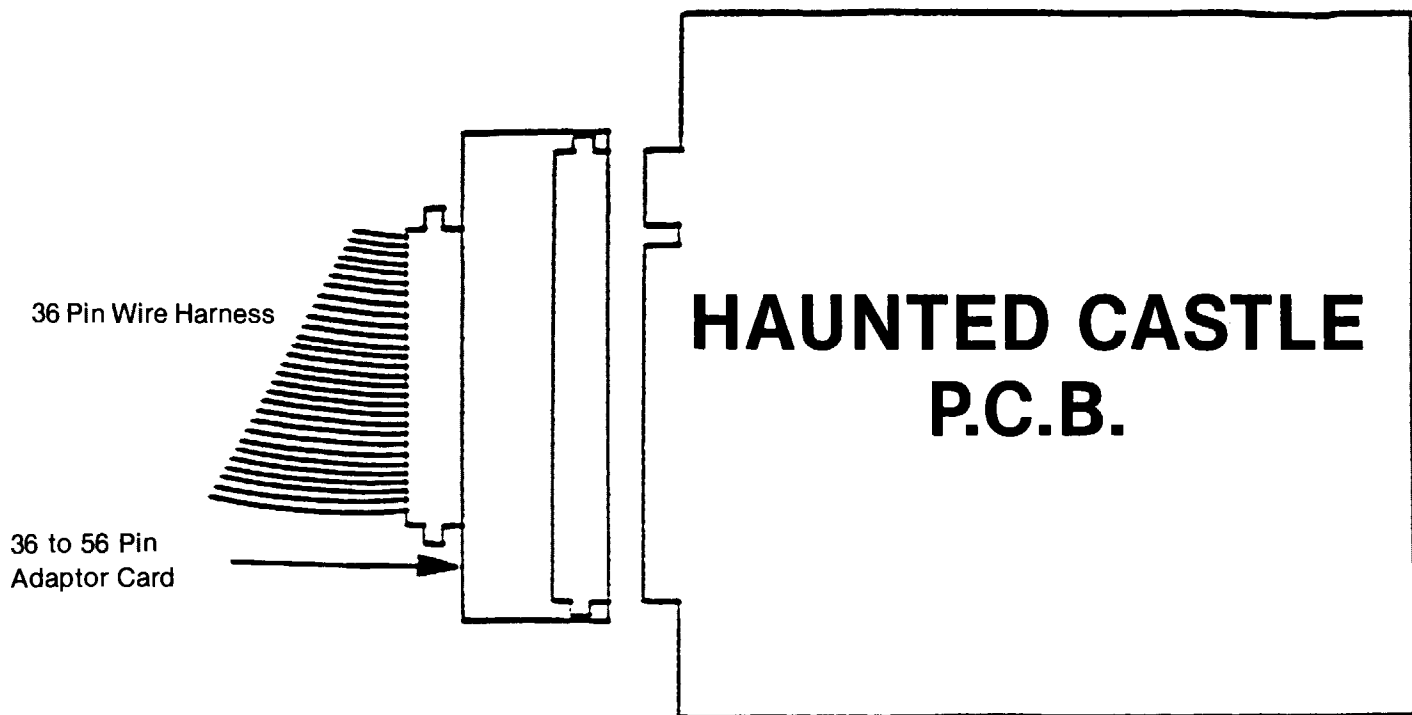 36 Pin Wire Harness
HAUNTED CASTLE
P.C.B.
36 to 56 Pin
Adaptor Card